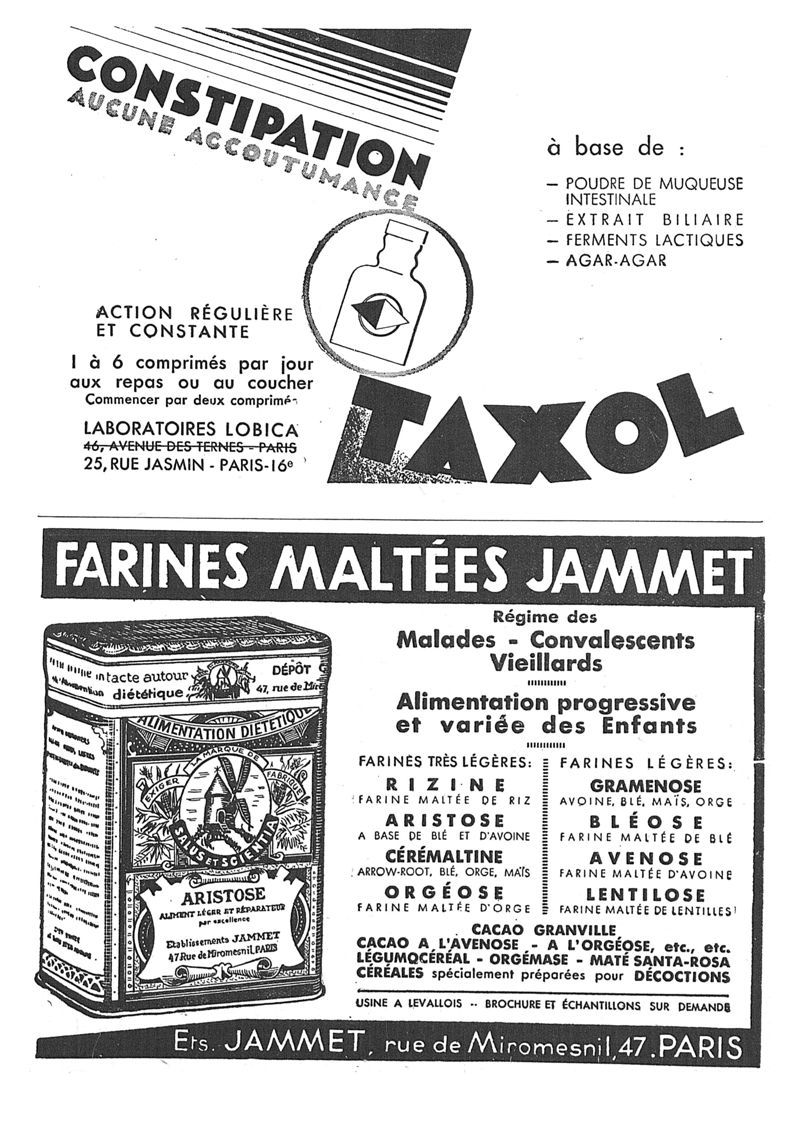 CONSTIPATION
AUCUNE ACCOUTUMANCE
à base de :
– POUDRE DE MUQUEUSE
INTESTINALE
– EXTRAIT BILIAIRE
– FERMENTS LACTIQUES
– AGAR-AGAR
ACTION RÉGULIÈRE
ET CONSTANTE
1 à 6 comprimés par jour
aux repas ou au coucher
Commencer par deux comprimés
LABORATOIRES LOBICA
46, AVENUE DES TERNES - PARIS
25, RUE JASMIN - PARIS-16e
TAXOL
FARINES MALTÉES JAMMET
Régime des
Malades - Convalescents
Vieillards
Alimentation progressive
et variée des Enfants
FARINES TRÈS LÉGÈRES:
RIZINE
FARINE MALTÉE DE RIZ
ARISTOSE
A BASE DE BLÉ ET D'AVOINE
CÉRÉMALTINE
ARROW-ROOT, BLÉ, ORGE, MAÏS
ORGÉOSE
FARINE MALTÉE D'ORGE
FARINES LÉGÈRES:
GRAMENOSE
AVOINE, BLÉ, MAÏS, ORGE
BLÉOSE
FARINE MALTÉE DE BLÉ
AVENOSE
FARINE MALTÉE D'AVOINE
LENTILOSE
FARINE MALTÉE DE LENTILLES
CACAO GRANVILLE
CACAO A L'AVENOSE - A L'ORGÉOSE, etc., etc.
LÉGUMOCÉRÉAL - ORGÉMASE - MATÉ SANTA-ROSA
CÉRÉALES spécialement préparées pour DÉCOCTIONS
USINE A LEVALLOIS -- BROCHURE ET ÉCHANTILLONS SUR DEMANDE
intacte autour
diététique
DÉPÔT
47, rue de Miro
ALIMENTATION DIÉTÉTIQUE
EXIGER LA MARQUE DE FABRIQUE
SALUS ET SCIENTIA
ARISTOSE
ALIMENT LÉGER ET RÉPARATEUR
par excellence
Etablissements JAMMET
47 Rue de Miromesnil, PARIS
Ets. JAMMET, rue de Miromesnil, 47. PARIS